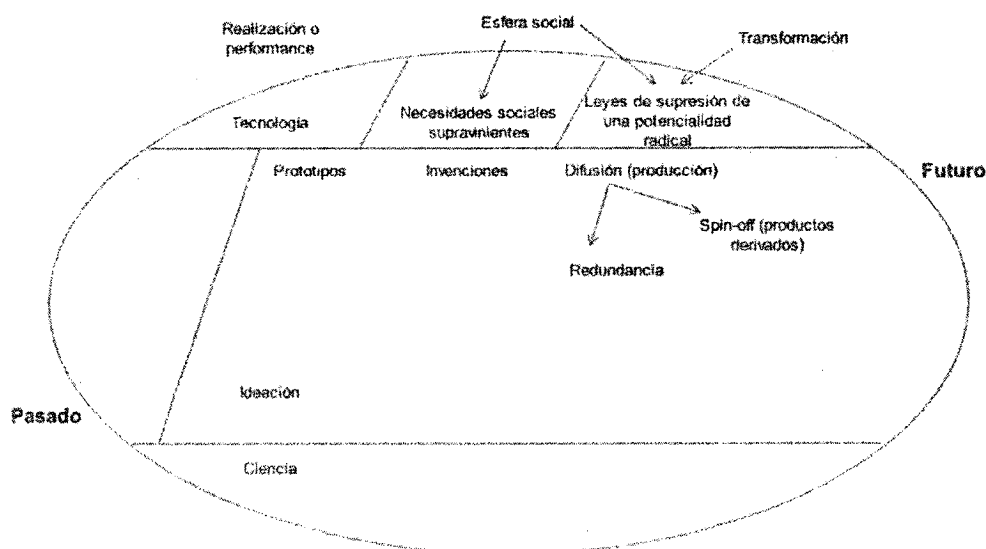 Realización o
performance
Esfera social
Transformación
Tecnología
Necesidades sociales
supravinientes
Leyes de supresión de
una potencialidad
radical
Prototipos
Invenciones
Difusión (producción)
Futuro
Spin-off (productos
derivados)
Redundancia
Ideación
Pasado
Ciencia